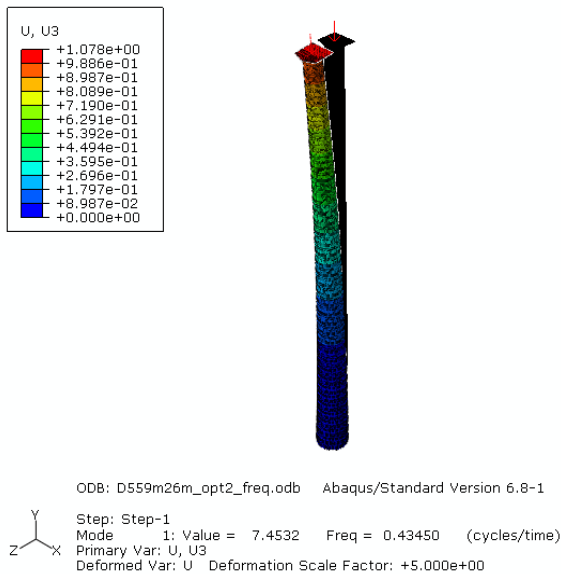 U, U3
+1.078e+00
+9.886e-01
+8.987e-01
+8.089e-01
+7.190e-01
+6.291e-01
+5.392e-01
+4.494e-01
+3.595e-01
+2.696e-01
+1.797e-01
+8.987e-02
+0.000e+00
ODB: D559m26m_opt2_freq.odb Abaqus/Standard Version 6.8-1
Y
Z X
Step: Step-1
Mode 1: Value = 7.4532 Freq = 0.43450 (cycles/time)
Primary Var: U, U3
Deformed Var: U Deformation Scale Factor: +5.000e+00